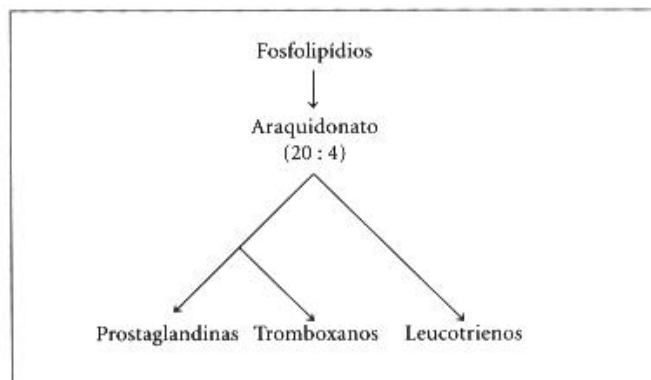 Fosfolipídios
Araquidonato
(20 : 4)
Prostaglandinas Tromboxanos Leucotrienos